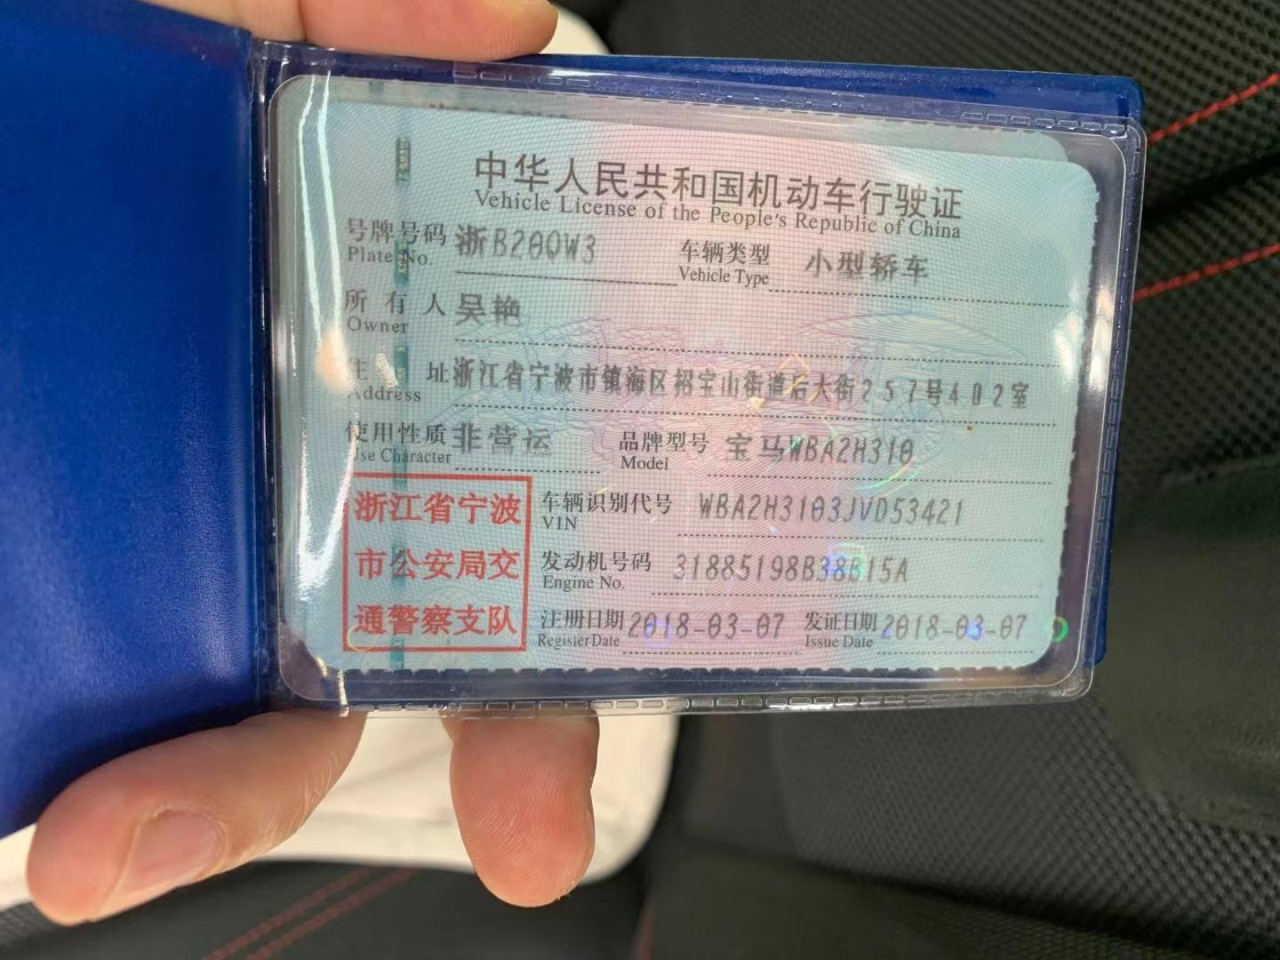 中华人民共和国机动车行驶证
Vehicle License of the People's Republic of China
号牌号码 浙B20QW3 车辆类型 小型轿车
Plate No. Vehicle Type
所有人 吴艳
Owner
住址 浙江省宁波市镇海区招宝山街道后大街257号402室
Address
使用性质 非营运 品牌型号 宝马WBA2H310
Use Character Model
浙江省宁波
市公安局交
通警察支队
车辆识别代号 WBA2H3103JVD53421
VIN
发动机号码 31885198B38B15A
Engine No.
注册日期 2018-03-07 发证日期 2018-03-07
Register Date Issue Date